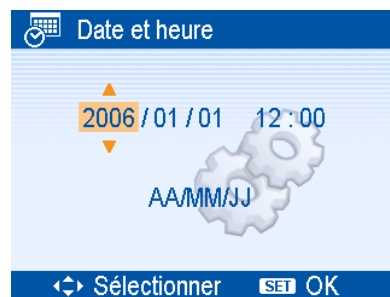 Date et heure
2006 / 01 / 01 12 : 00
AA/MM/JJ
Sélectionner SET OK